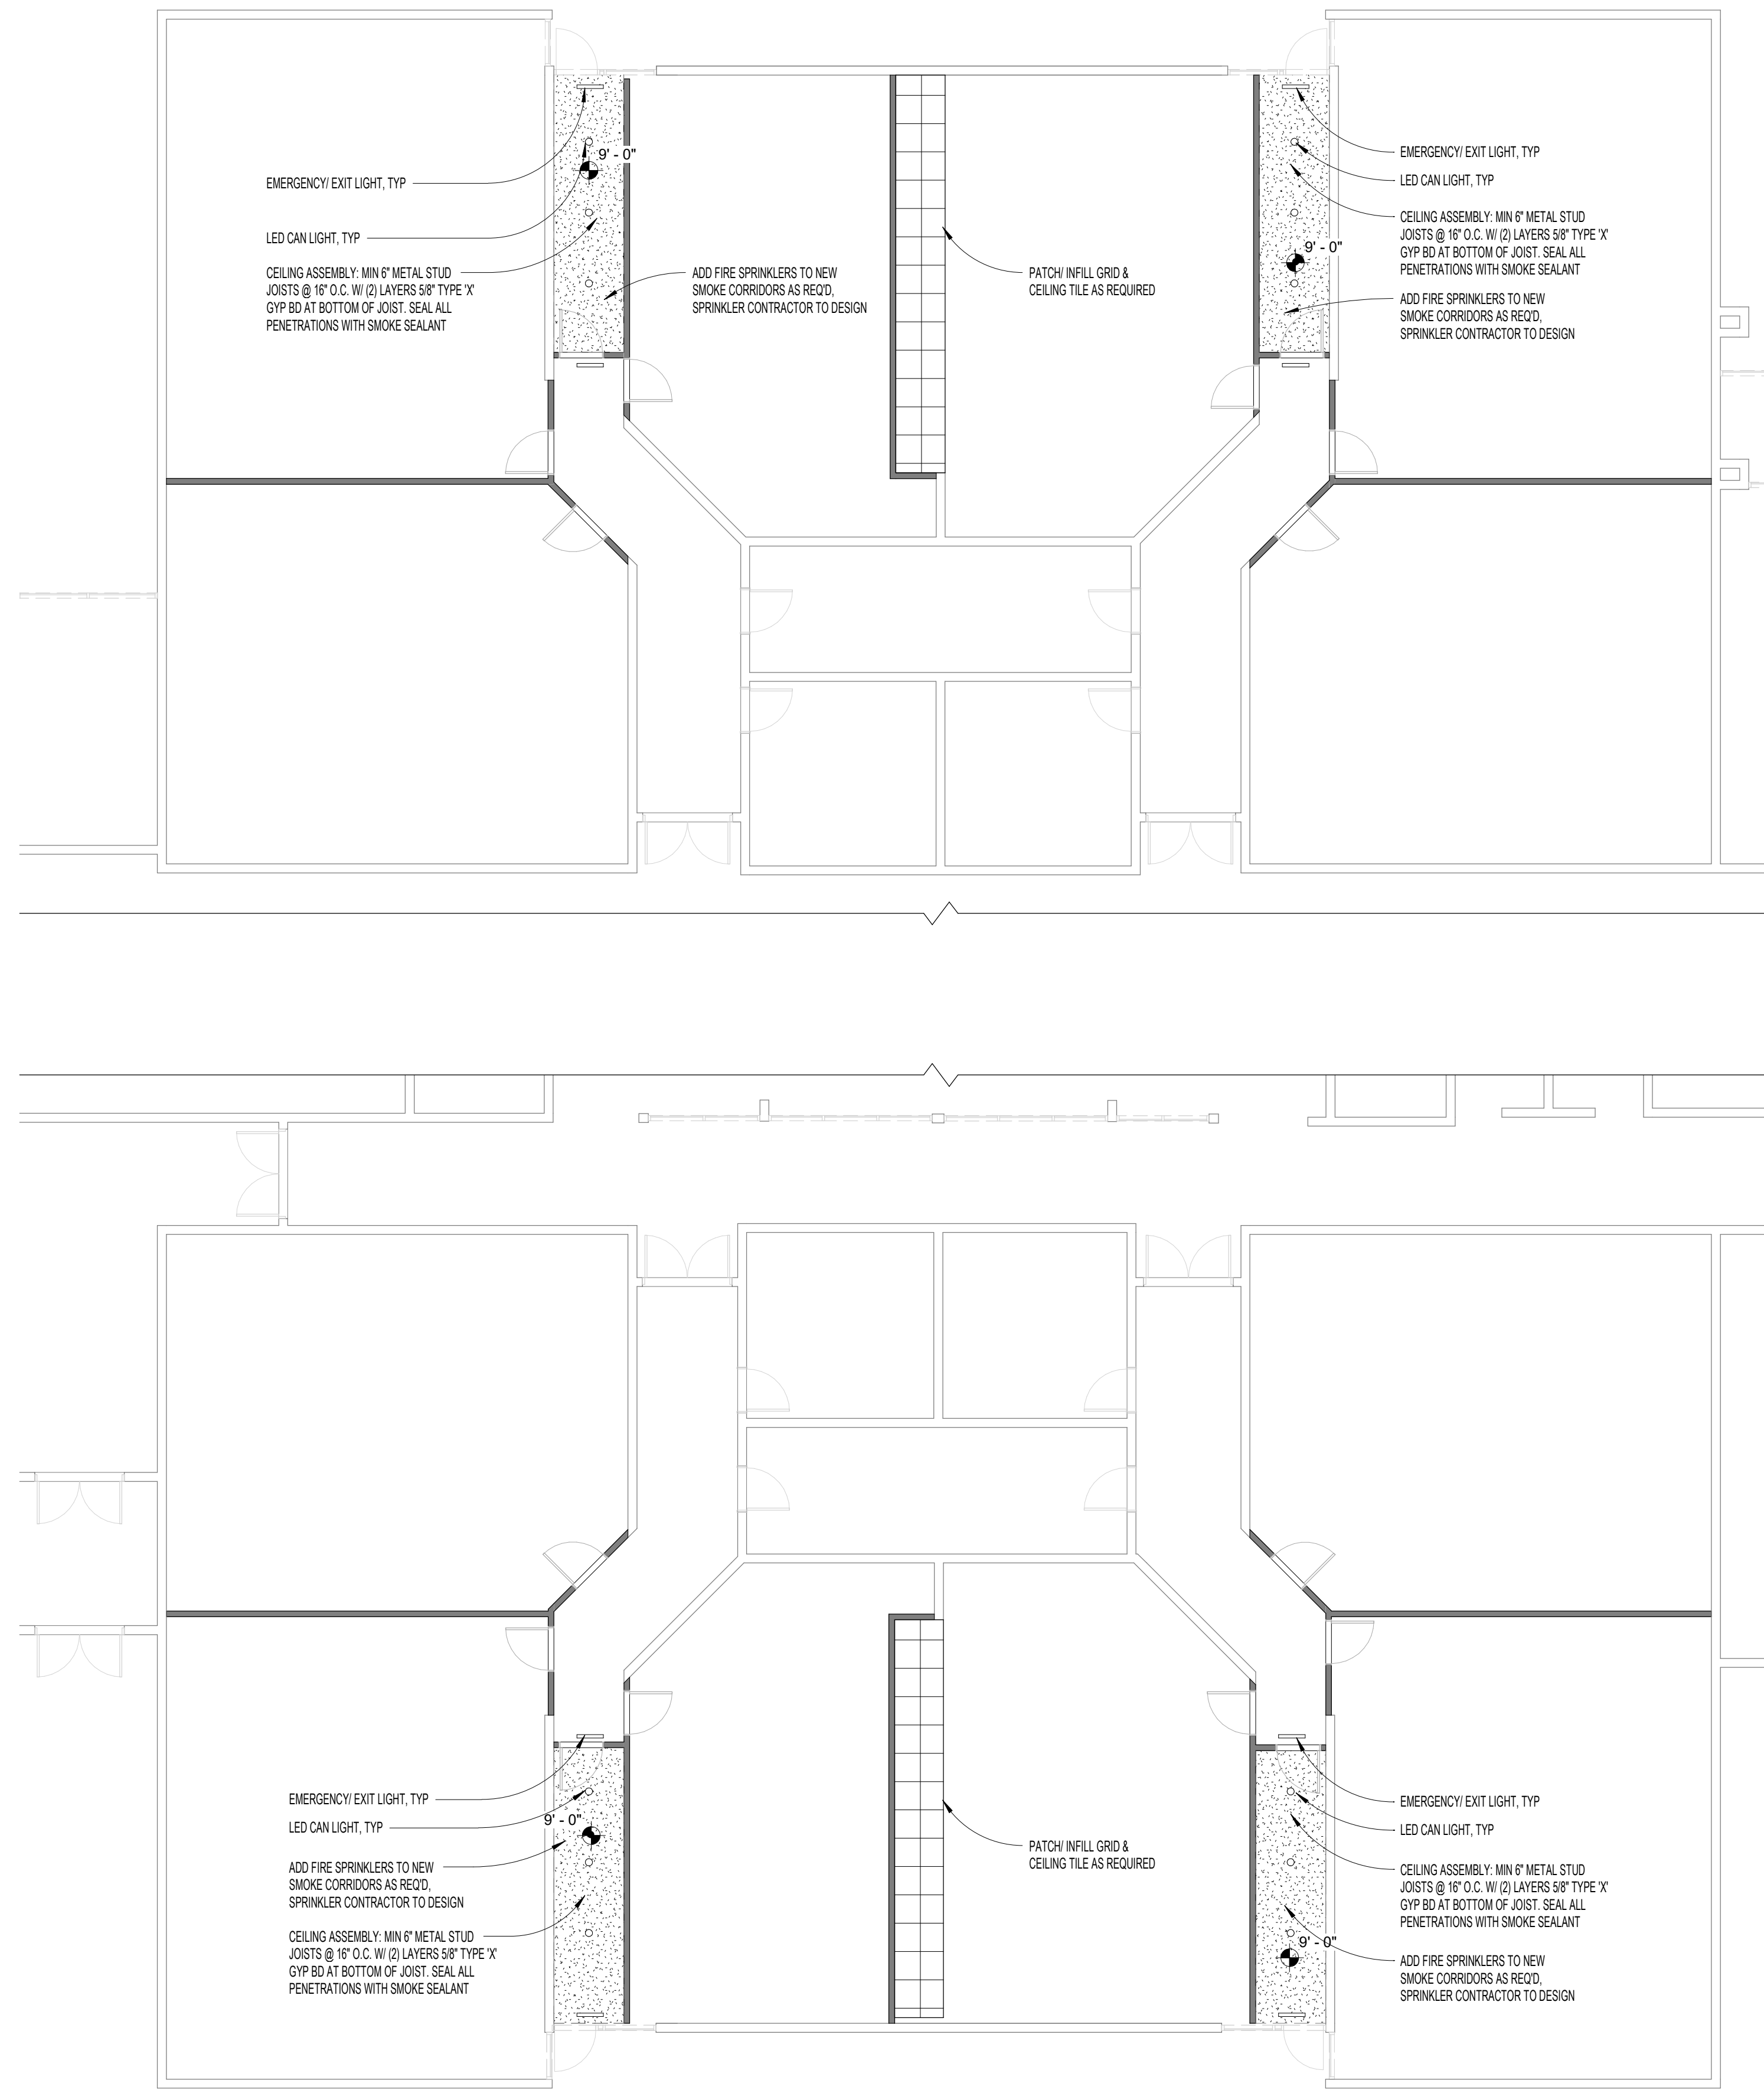 9' - 0"
EMERGENCY/ EXIT LIGHT, TYP
LED CAN LIGHT, TYP
CEILING ASSEMBLY: MIN 6" METAL STUD
JOISTS @ 16" O.C. W/ (2) LAYERS 5/8" TYPE 'X'
GYP BD AT BOTTOM OF JOIST. SEAL ALL
PENETRATIONS WITH SMOKE SEALANT
ADD FIRE SPRINKLERS TO NEW
SMOKE CORRIDORS AS REQ'D,
SPRINKLER CONTRACTOR TO DESIGN
PATCH/ INFILL GRID &
CEILING TILE AS REQUIRED
EMERGENCY/ EXIT LIGHT, TYP
LED CAN LIGHT, TYP
CEILING ASSEMBLY: MIN 6" METAL STUD
JOISTS @ 16" O.C. W/ (2) LAYERS 5/8" TYPE 'X'
GYP BD AT BOTTOM OF JOIST. SEAL ALL
PENETRATIONS WITH SMOKE SEALANT
9' - 0"
ADD FIRE SPRINKLERS TO NEW
SMOKE CORRIDORS AS REQ'D,
SPRINKLER CONTRACTOR TO DESIGN
EMERGENCY/ EXIT LIGHT, TYP
9' - 0"
LED CAN LIGHT, TYP
ADD FIRE SPRINKLERS TO NEW
SMOKE CORRIDORS AS REQ'D,
SPRINKLER CONTRACTOR TO DESIGN
CEILING ASSEMBLY: MIN 6" METAL STUD
JOISTS @ 16" O.C. W/ (2) LAYERS 5/8" TYPE 'X'
GYP BD AT BOTTOM OF JOIST. SEAL ALL
PENETRATIONS WITH SMOKE SEALANT
PATCH/ INFILL GRID &
CEILING TILE AS REQUIRED
EMERGENCY/ EXIT LIGHT, TYP
LED CAN LIGHT, TYP
CEILING ASSEMBLY: MIN 6" METAL STUD
JOISTS @ 16" O.C. W/ (2) LAYERS 5/8" TYPE 'X'
GYP BD AT BOTTOM OF JOIST. SEAL ALL
PENETRATIONS WITH SMOKE SEALANT
9' - 0"
ADD FIRE SPRINKLERS TO NEW
SMOKE CORRIDORS AS REQ'D,
SPRINKLER CONTRACTOR TO DESIGN